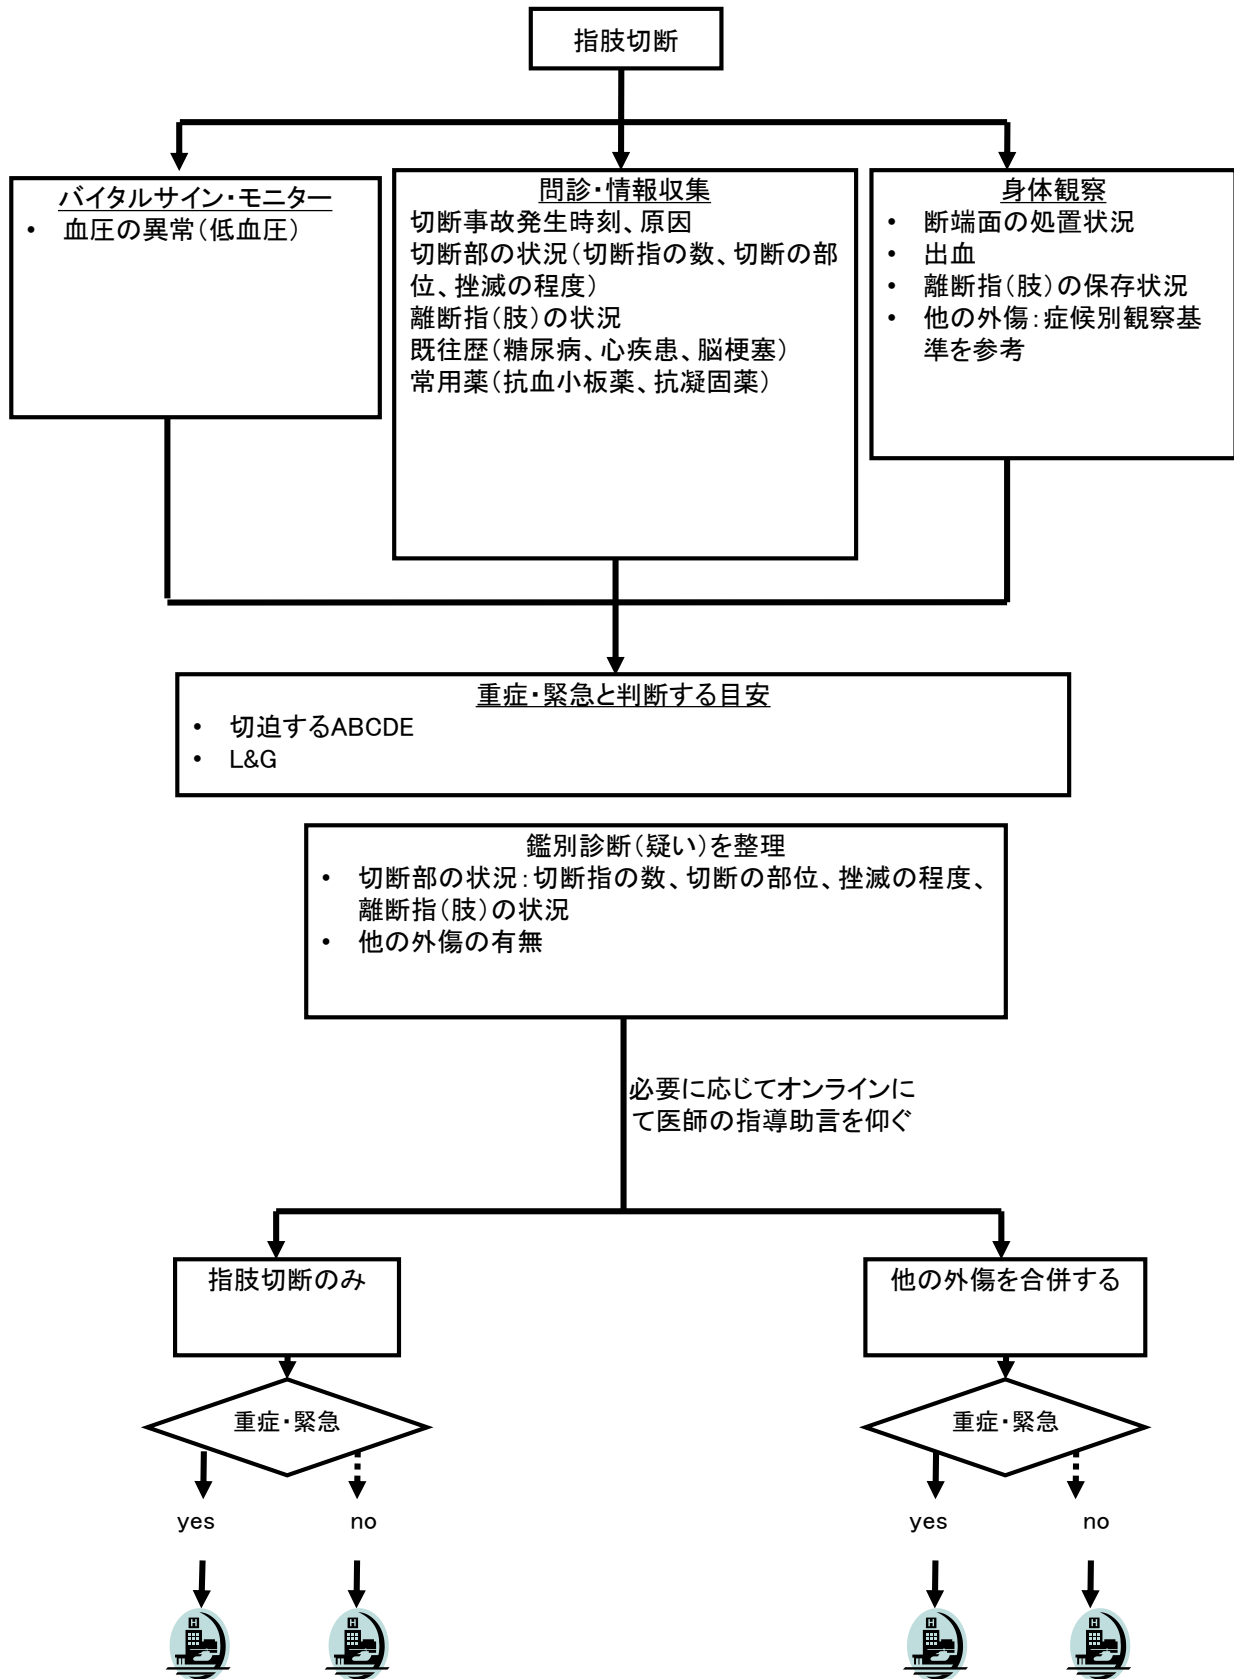 指肢切断
バイタルサイン・モニター
• 血圧の異常（低血圧）
問診・情報収集
切断事故発生時刻、原因
切断部の状況（切断指の数、切断の部
位、挫滅の程度）
離断指（肢）の状況
既往歴（糖尿病、心疾患、脳梗塞）
常用薬（抗血小板薬、抗凝固薬）
身体観察
• 断端面の処置状況
• 出血
• 離断指（肢）の保存状況
• 他の外傷：症候別観察基
準を参考
重症・緊急と判断する目安
• 切迫するABCDE
• L&G
鑑別診断（疑い）を整理
• 切断部の状況：切断指の数、切断の部位、挫滅の程度、
離断指（肢）の状況
• 他の外傷の有無
必要に応じてオンラインに
て医師の指導助言を仰ぐ
指肢切断のみ
他の外傷を合併する
重症・緊急
重症・緊急
yes
no
yes
no
H
H
H
H